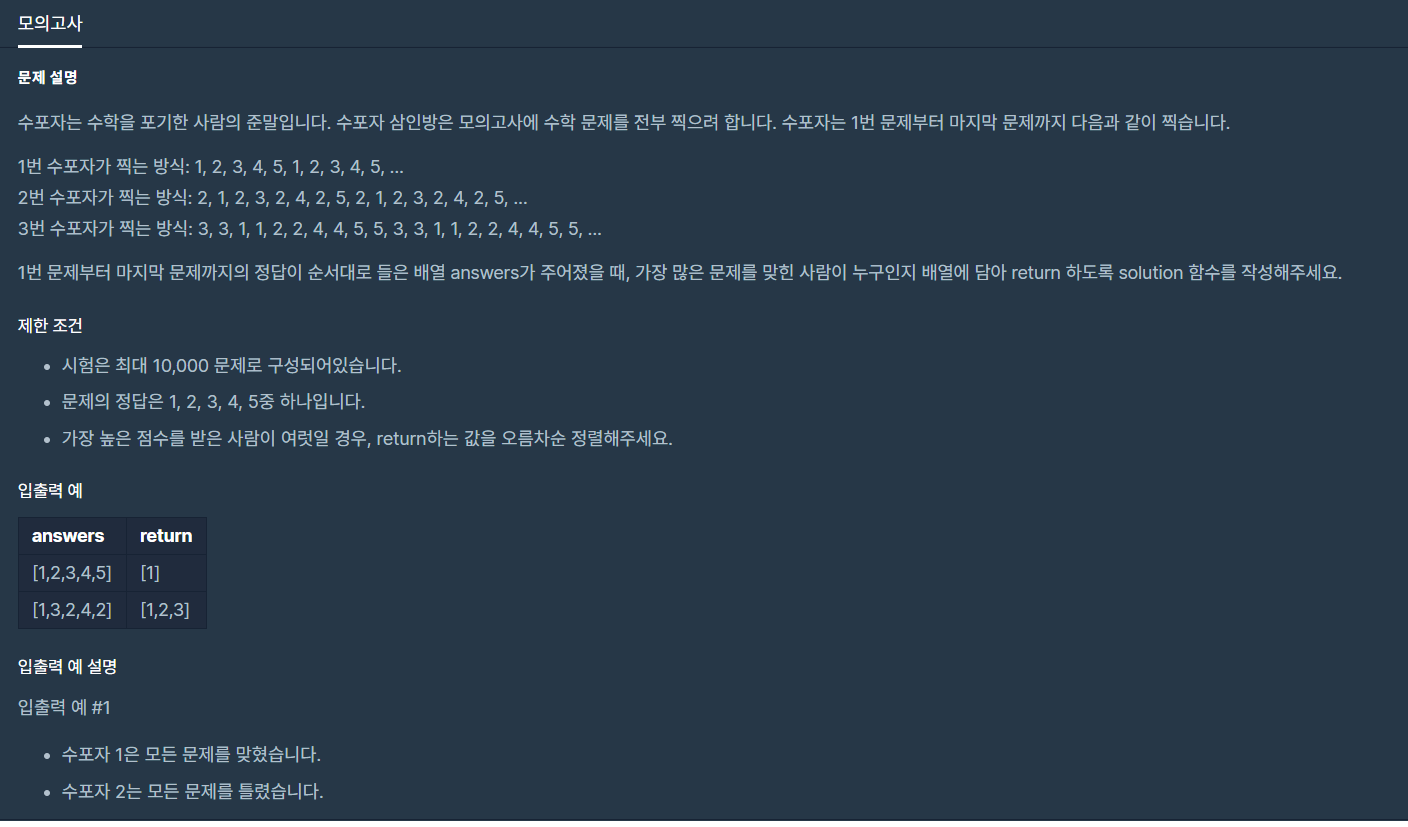 모의고사
문제 설명
수포자는 수학을 포기한 사람의 준말입니다. 수포자 삼인방은 모의고사에 수학 문제를 전부 찍으려 합니다. 수포자는 1번 문제부터 마지막 문제까지 다음과 같이 찍습니다.
1번 수포자가 찍는 방식: 1, 2, 3, 4, 5, 1, 2, 3, 4, 5, ...
2번 수포자가 찍는 방식: 2, 1, 2, 3, 2, 4, 2, 5, 2, 1, 2, 3, 2, 4, 2, 5, ...
3번 수포자가 찍는 방식: 3, 3, 1, 1, 2, 2, 4, 4, 5, 5, 3, 3, 1, 1, 2, 2, 4, 4, 5, 5, ...
1번 문제부터 마지막 문제까지의 정답이 순서대로 들은 배열 answers가 주어졌을 때, 가장 많은 문제를 맞힌 사람이 누구인지 배열에 담아 return 하도록 solution 함수를 작성해주세요.
제한 조건
• 시험은 최대 10,000 문제로 구성되어있습니다.
• 문제의 정답은 1, 2, 3, 4, 5중 하나입니다.
• 가장 높은 점수를 받은 사람이 여럿일 경우, return하는 값을 오름차순 정렬해주세요.
입출력 예
answers return
[1,2,3,4,5] [1]
[1,3,2,4,2] [1,2,3]
입출력 예 설명
입출력 예 #1
• 수포자 1은 모든 문제를 맞혔습니다.
• 수포자 2는 모든 문제를 틀렸습니다.